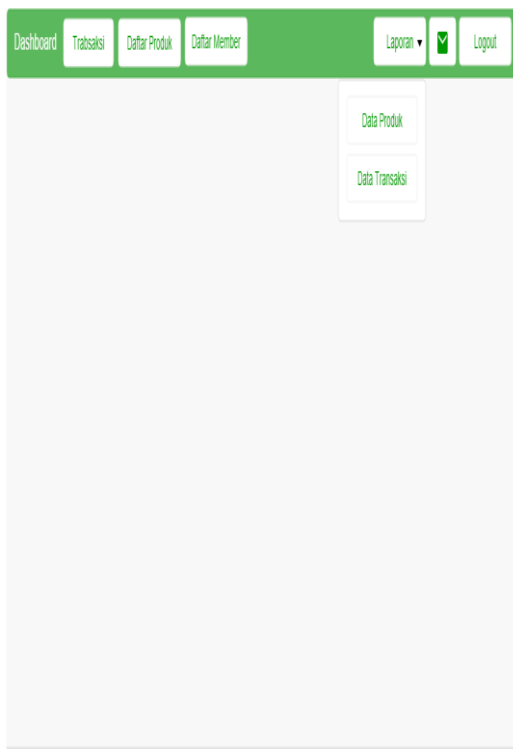 Dashboard Trabsaksi Daftar Produk Daftar Member Laporan Logout
Data Produk
Data Transaksi